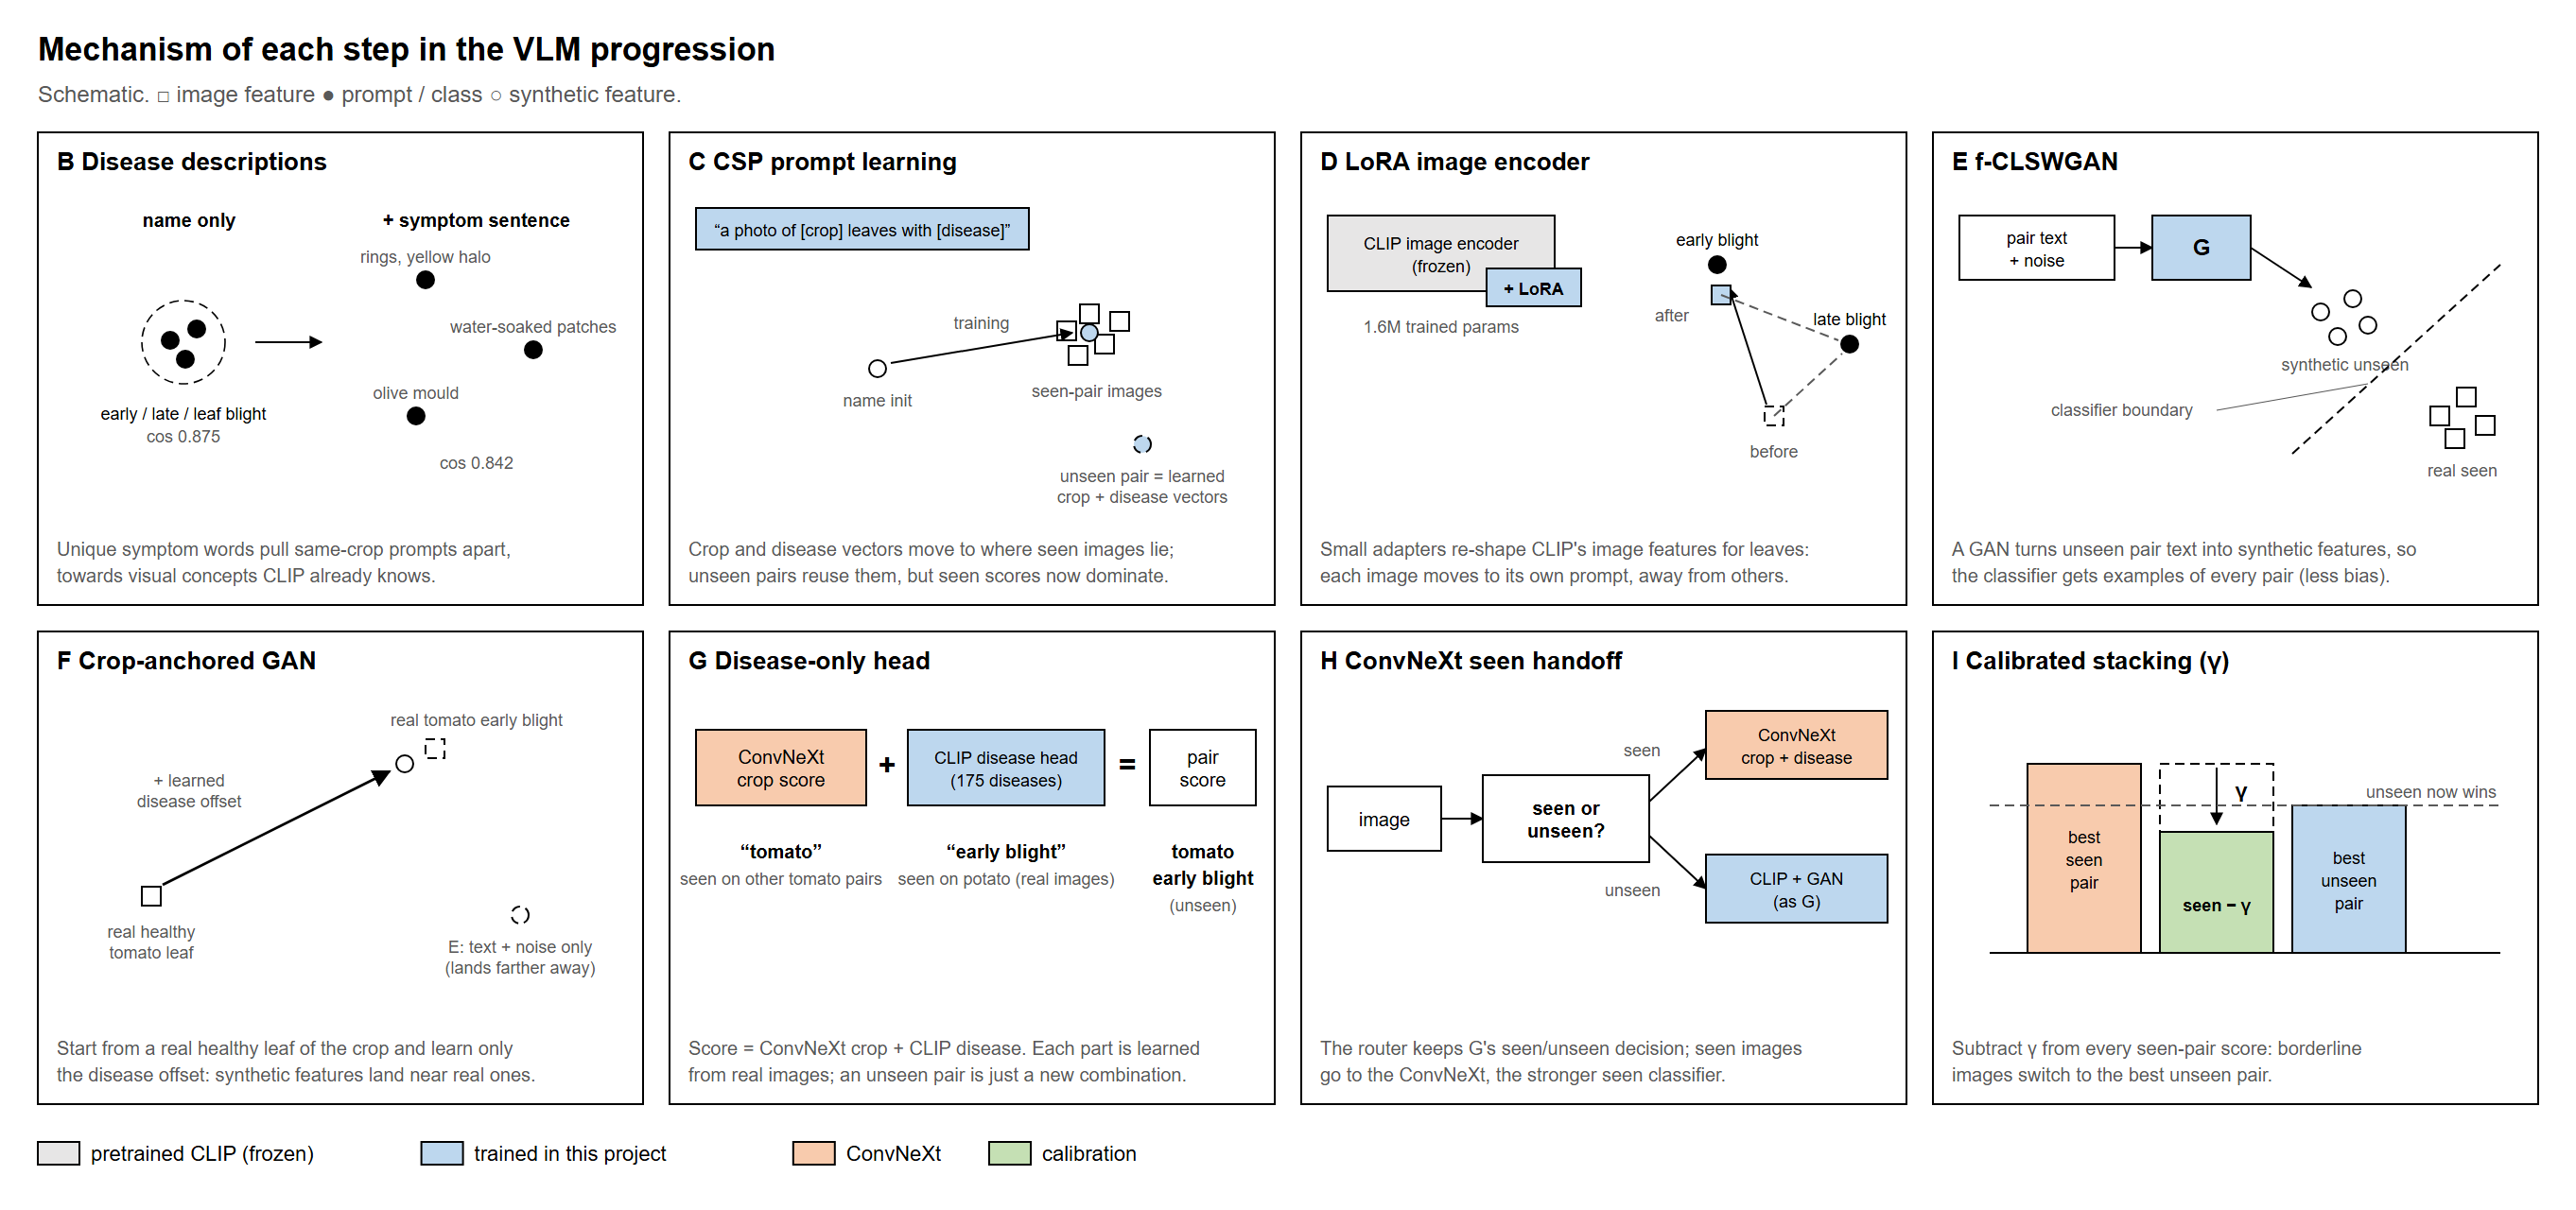 Mechanism of each step in the VLM progression
Schematic. □ image feature ● prompt / class ○ synthetic feature.
B Disease descriptions
name only
+ symptom sentence
rings, yellow halo
water-soaked patches
olive mould
early / late / leaf blight
cos 0.875
cos 0.842
Unique symptom words pull same-crop prompts apart,
towards visual concepts CLIP already knows.
C CSP prompt learning
“a photo of [crop] leaves with [disease]”
training
name init
seen-pair images
unseen pair = learned
crop + disease vectors
Crop and disease vectors move to where seen images lie;
unseen pairs reuse them, but seen scores now dominate.
D LoRA image encoder
CLIP image encoder
(frozen)
+ LoRA
1.6M trained params
early blight
after
late blight
before
Small adapters re-shape CLIP's image features for leaves:
each image moves to its own prompt, away from others.
E f-CLSWGAN
pair text
+ noise
G
synthetic unseen
classifier boundary
real seen
A GAN turns unseen pair text into synthetic features, so
the classifier gets examples of every pair (less bias).
F Crop-anchored GAN
real tomato early blight
+ learned
disease offset
real healthy
tomato leaf
E: text + noise only
(lands farther away)
Start from a real healthy leaf of the crop and learn only
the disease offset: synthetic features land near real ones.
G Disease-only head
ConvNeXt
crop score
+
CLIP disease head
(175 diseases)
=
pair
score
“tomato”
seen on other tomato pairs
“early blight”
seen on potato (real images)
tomato
early blight
(unseen)
Score = ConvNeXt crop + CLIP disease. Each part is learned
from real images; an unseen pair is just a new combination.
H ConvNeXt seen handoff
image
seen or
unseen?
seen
unseen
ConvNeXt
crop + disease
CLIP + GAN
(as G)
The router keeps G's seen/unseen decision; seen images
go to the ConvNeXt, the stronger seen classifier.
I Calibrated stacking (γ)
best
seen
pair
γ
seen − γ
unseen now wins
best
unseen
pair
Subtract γ from every seen-pair score: borderline
images switch to the best unseen pair.
pretrained CLIP (frozen)
trained in this project
ConvNeXt
calibration